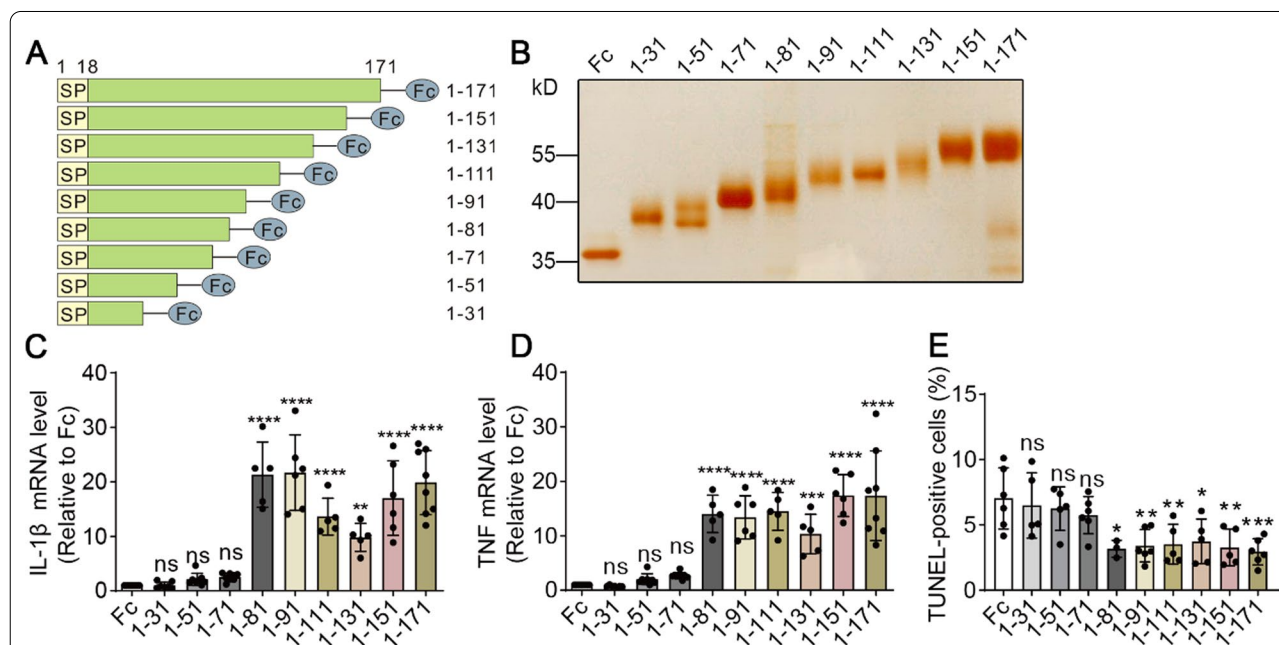 A
1 18 171
SP Fc 1-171
SP Fc 1-151
SP Fc 1-131
SP Fc 1-111
SP Fc 1-91
SP Fc 1-81
SP Fc 1-71
SP Fc 1-51
SP Fc 1-31
B
Fc 1-31 1-51 1-71 1-81 1-91 1-111 1-131 1-151 1-171
kD
55
40
35
C
IL-1β mRNA level
(Relative to Fc)
40
30
20
10
0
ns ns ns **** **** **** ** **** ****
Fc 1-31 1-51 1-71 1-81 1-91 1-111 1-131 1-151 1-171
D
TNF mRNA level
(Relative to Fc)
40
30
20
10
0
ns ns ns **** **** **** *** **** ****
Fc 1-31 1-51 1-71 1-81 1-91 1-111 1-131 1-151 1-171
E
TUNEL-positive cells (%)
15
10
5
0
ns ns ns * ** ** * ** ***
Fc 1-31 1-51 1-71 1-81 1-91 1-111 1-131 1-151 1-171